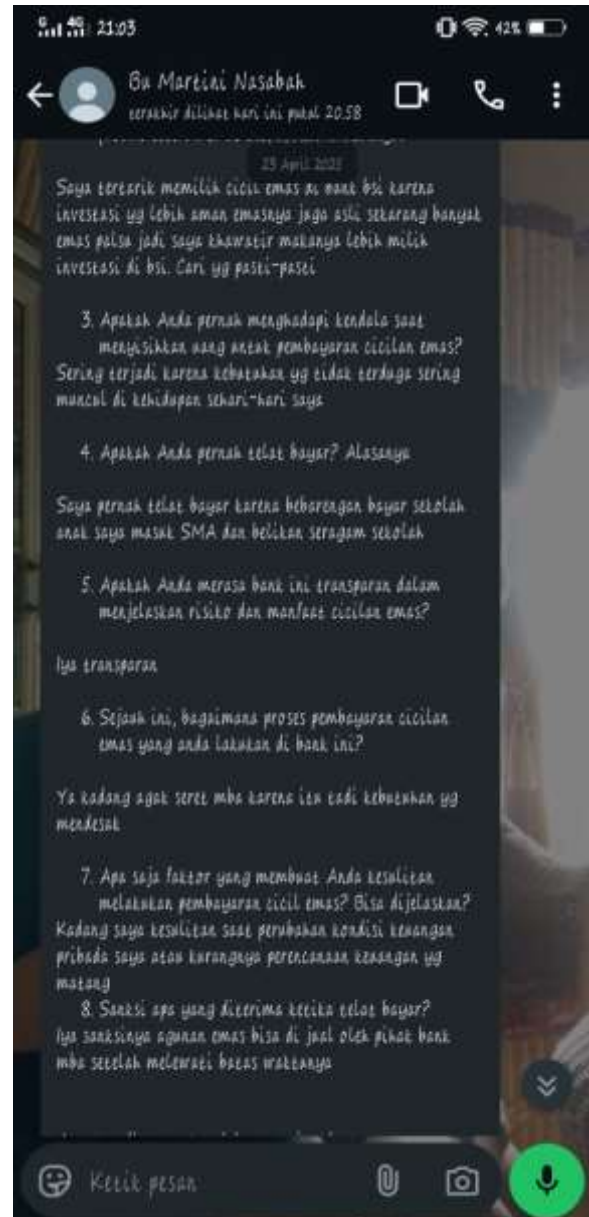 4G 21:03 42%
Bu Martini Nasabah
terakhir dilihat hari ini pukul 20.58
23 April 2025
Saya tertarik memilih cicil emas di bank bsi karena
investasi yg lebih aman emasnya juga asli sekarang banyak
emas palsu jadi saya khawatir makanya lebih milih
investasi di bsi. Cari yg pasti-pasti
3. Apakah Anda pernah menghadapi kendala saat
menyisihkan uang untuk pembayaran cicilan emas?
Sering terjadi karena kebutuhan yg tidak terduga sering
muncul di kehidupan sehari-hari saya
4. Apakah Anda pernah telat bayar? Alasanya
Saya pernah telat bayar karena bebarengan bayar sekolah
anak saya masuk SMA dan belikan seragam sekolah
5. Apakah Anda merasa bank ini transparan dalam
menjelaskan risiko dan manfaat cicilan emas?
Iya transparan
6. Sejauh ini, bagaimana proses pembayaran cicilan
emas yang anda lakukan di bank ini?
Ya kadang agak seret mba karena itu tadi kebutuhan yg
mendesak
7. Apa saja faktor yang membuat Anda kesulitan
melakukan pembayaran cicil emas? Bisa dijelaskan?
Kadang saya kesulitan saat perubahan kondisi keuangan
pribada saya atau kurangnya perencanaan keuangan yg
matang
8. Sanksi apa yang diterima ketika telat bayar?
Iya sanksinya agunan emas bisa di jual oleh pihak bank
mba setelah melewati batas waktunya
Ketik pesan